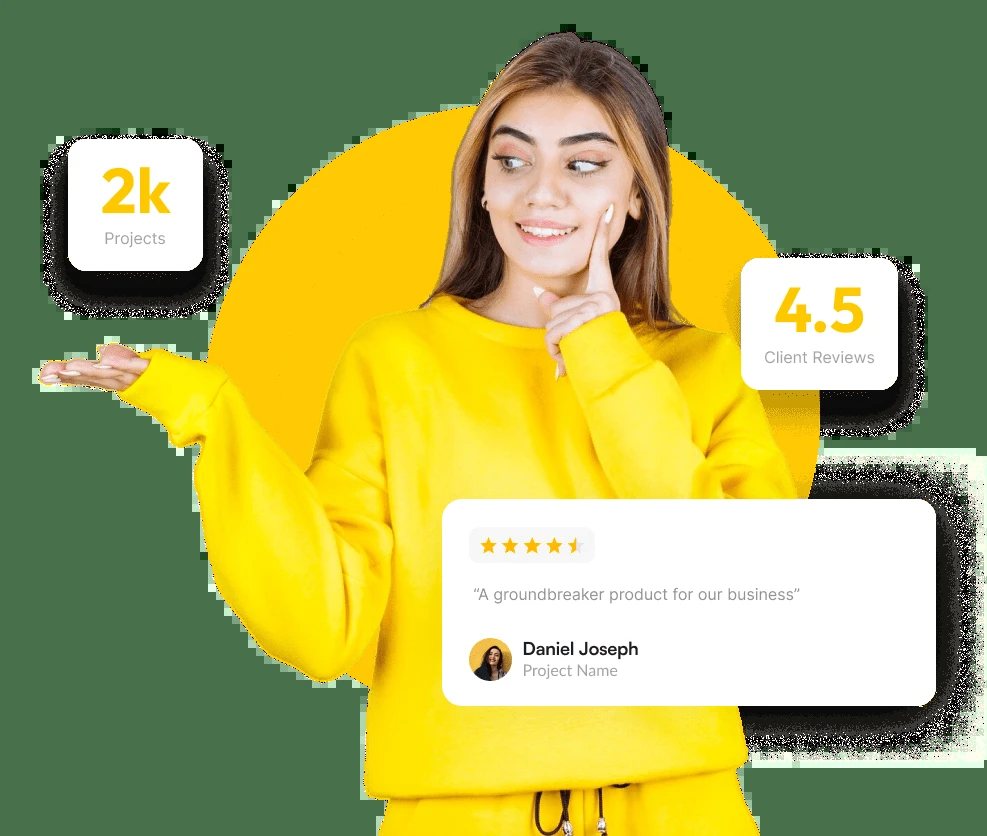 2k
Projects
4.5
Client Reviews
“A groundbreaker product for our business”
Daniel Joseph
Project Name